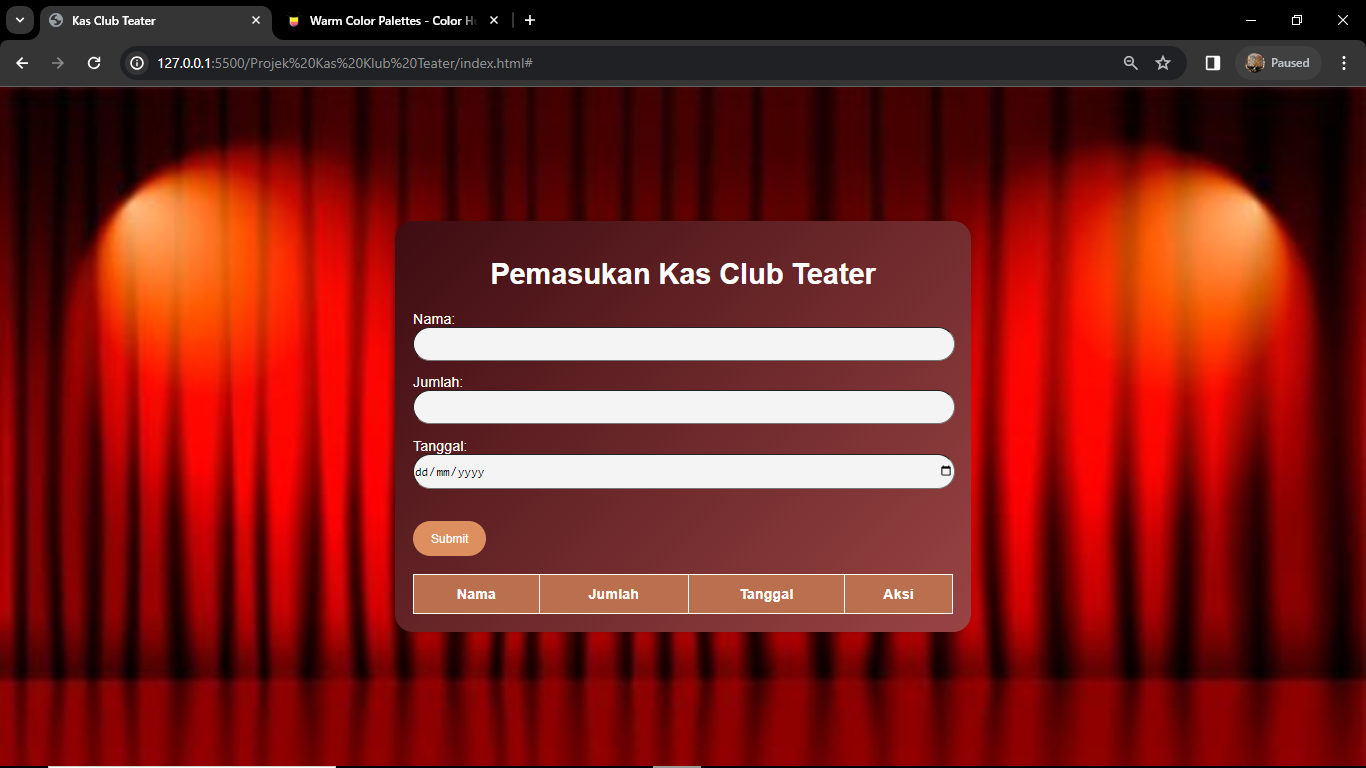 Kas Club Teater
Warm Color Palettes - Color H
127.0.0.1:5500/Projek%20Kas%20Klub%20Teater/index.html#
Paused
Pemasukan Kas Club Teater
Nama:
Jumlah:
Tanggal:
dd/mm/yyyy
Submit
Nama Jumlah Tanggal Aksi